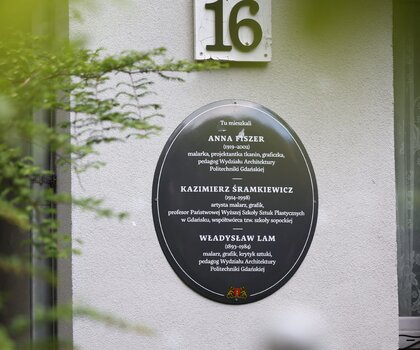 16
Tu mieszkali
ANNA FISZER
(1919–2002)
malarka, projektantka tkanin, graficzka,
pedagog Wydziału Architektury
Politechniki Gdańskiej
KAZIMIERZ ŚRAMKIEWICZ
(1914–1998)
artysta malarz, grafik,
profesor Państwowej Wyższej Szkoły Sztuk Plastycznych
w Gdańsku, współtwórca tzw. szkoły sopockiej
WŁADYSŁAW LAM
(1893–1984)
malarz, grafik, krytyk sztuki,
pedagog Wydziału Architektury
Politechniki Gdańskiej